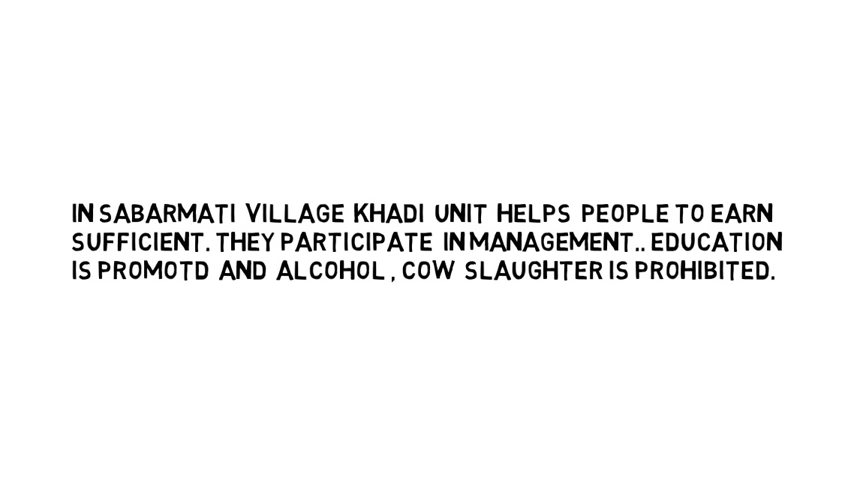 IN SABARMATI VILLAGE KHADI UNIT HELPS PEOPLE TO EARN
SUFFICIENT. THEY PARTICIPATE IN MANAGEMENT.. EDUCATION
IS PROMOTD AND ALCOHOL , COW SLAUGHTER IS PROHIBITED.